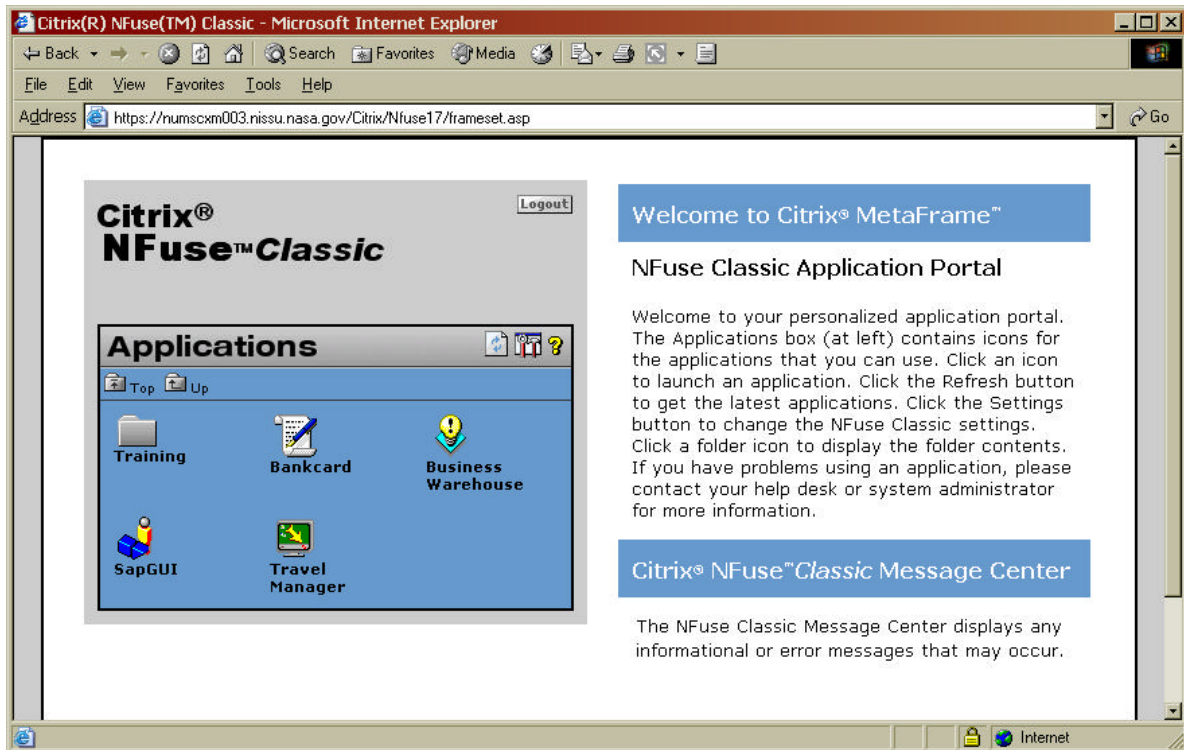 Citrix(R) NFuse(TM) Classic - Microsoft Internet Explorer
Back Search Favorites Media
File Edit View Favorites Tools Help
Address https://numscxm003.nissu.nasa.gov/Citrix/Nfuse17/frameset.asp Go
Citrix®
NFuse™Classic
Logout
Applications ?
Top Up
Training
Bankcard
Business
Warehouse
SapGUI
Travel
Manager
Welcome to Citrix® MetaFrame™
NFuse Classic Application Portal
Welcome to your personalized application portal.
The Applications box (at left) contains icons for
the applications that you can use. Click an icon
to launch an application. Click the Refresh button
to get the latest applications. Click the Settings
button to change the NFuse Classic settings.
Click a folder icon to display the folder contents.
If you have problems using an application, please
contact your help desk or system administrator
for more information.
Citrix® NFuse™Classic Message Center
The NFuse Classic Message Center displays any
informational or error messages that may occur.
Internet